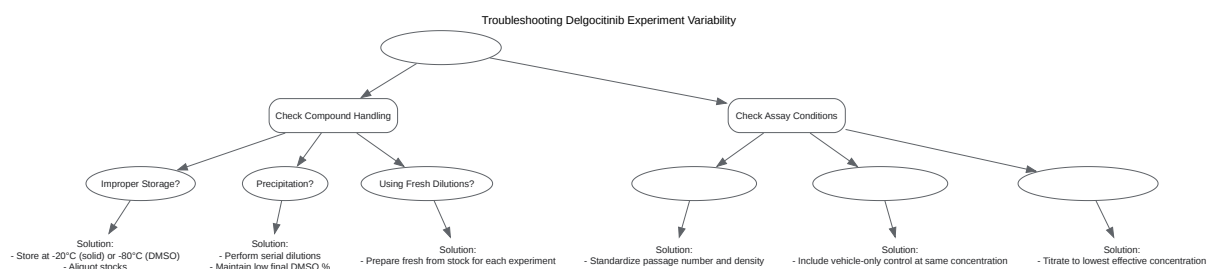 Troubleshooting Delgocitinib Experiment Variability
Check Compound Handling
Check Assay Conditions
Improper Storage?
Precipitation?
Using Fresh Dilutions?
Solution:
- Store at -20°C (solid) or -80°C (DMSO)
- Aliquot stocks
Solution:
- Perform serial dilutions
- Maintain low final DMSO %
Solution:
- Prepare fresh from stock for each experiment
Solution:
- Standardize passage number and density
Solution:
- Include vehicle-only control at same concentration
Solution:
- Titrate to lowest effective concentration